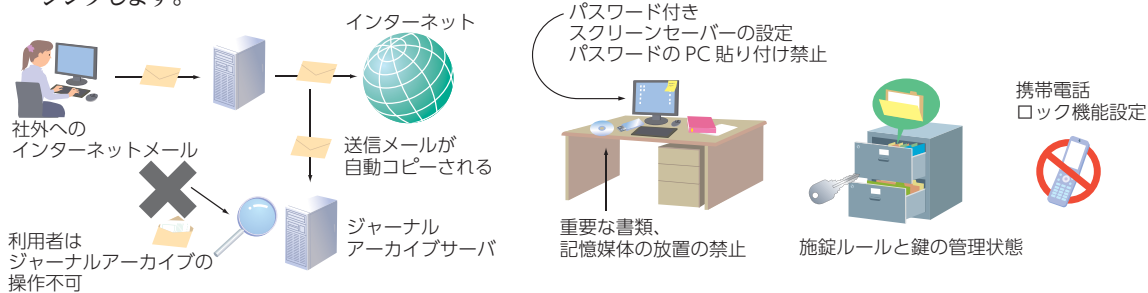 インターネット
社外への
インターネットメール
送信メールが
自動コピーされる
利用者は
ジャーナルアーカイブの
操作不可
ジャーナル
アーカイブサーバ
パスワード付き
スクリーンセーバーの設定
パスワードの PC 貼り付け禁止
重要な書類、
記憶媒体の放置の禁止
施錠ルールと鍵の管理状態
携帯電話
ロック機能設定